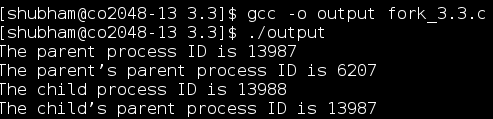 [shubham@co2048-13 3.3]$ gcc -o output fork_3.3.c
[shubham@co2048-13 3.3]$ ./output
The parent process ID is 13987
The parent’s parent process ID is 6207
The child process ID is 13988
The child’s parent process ID is 13987